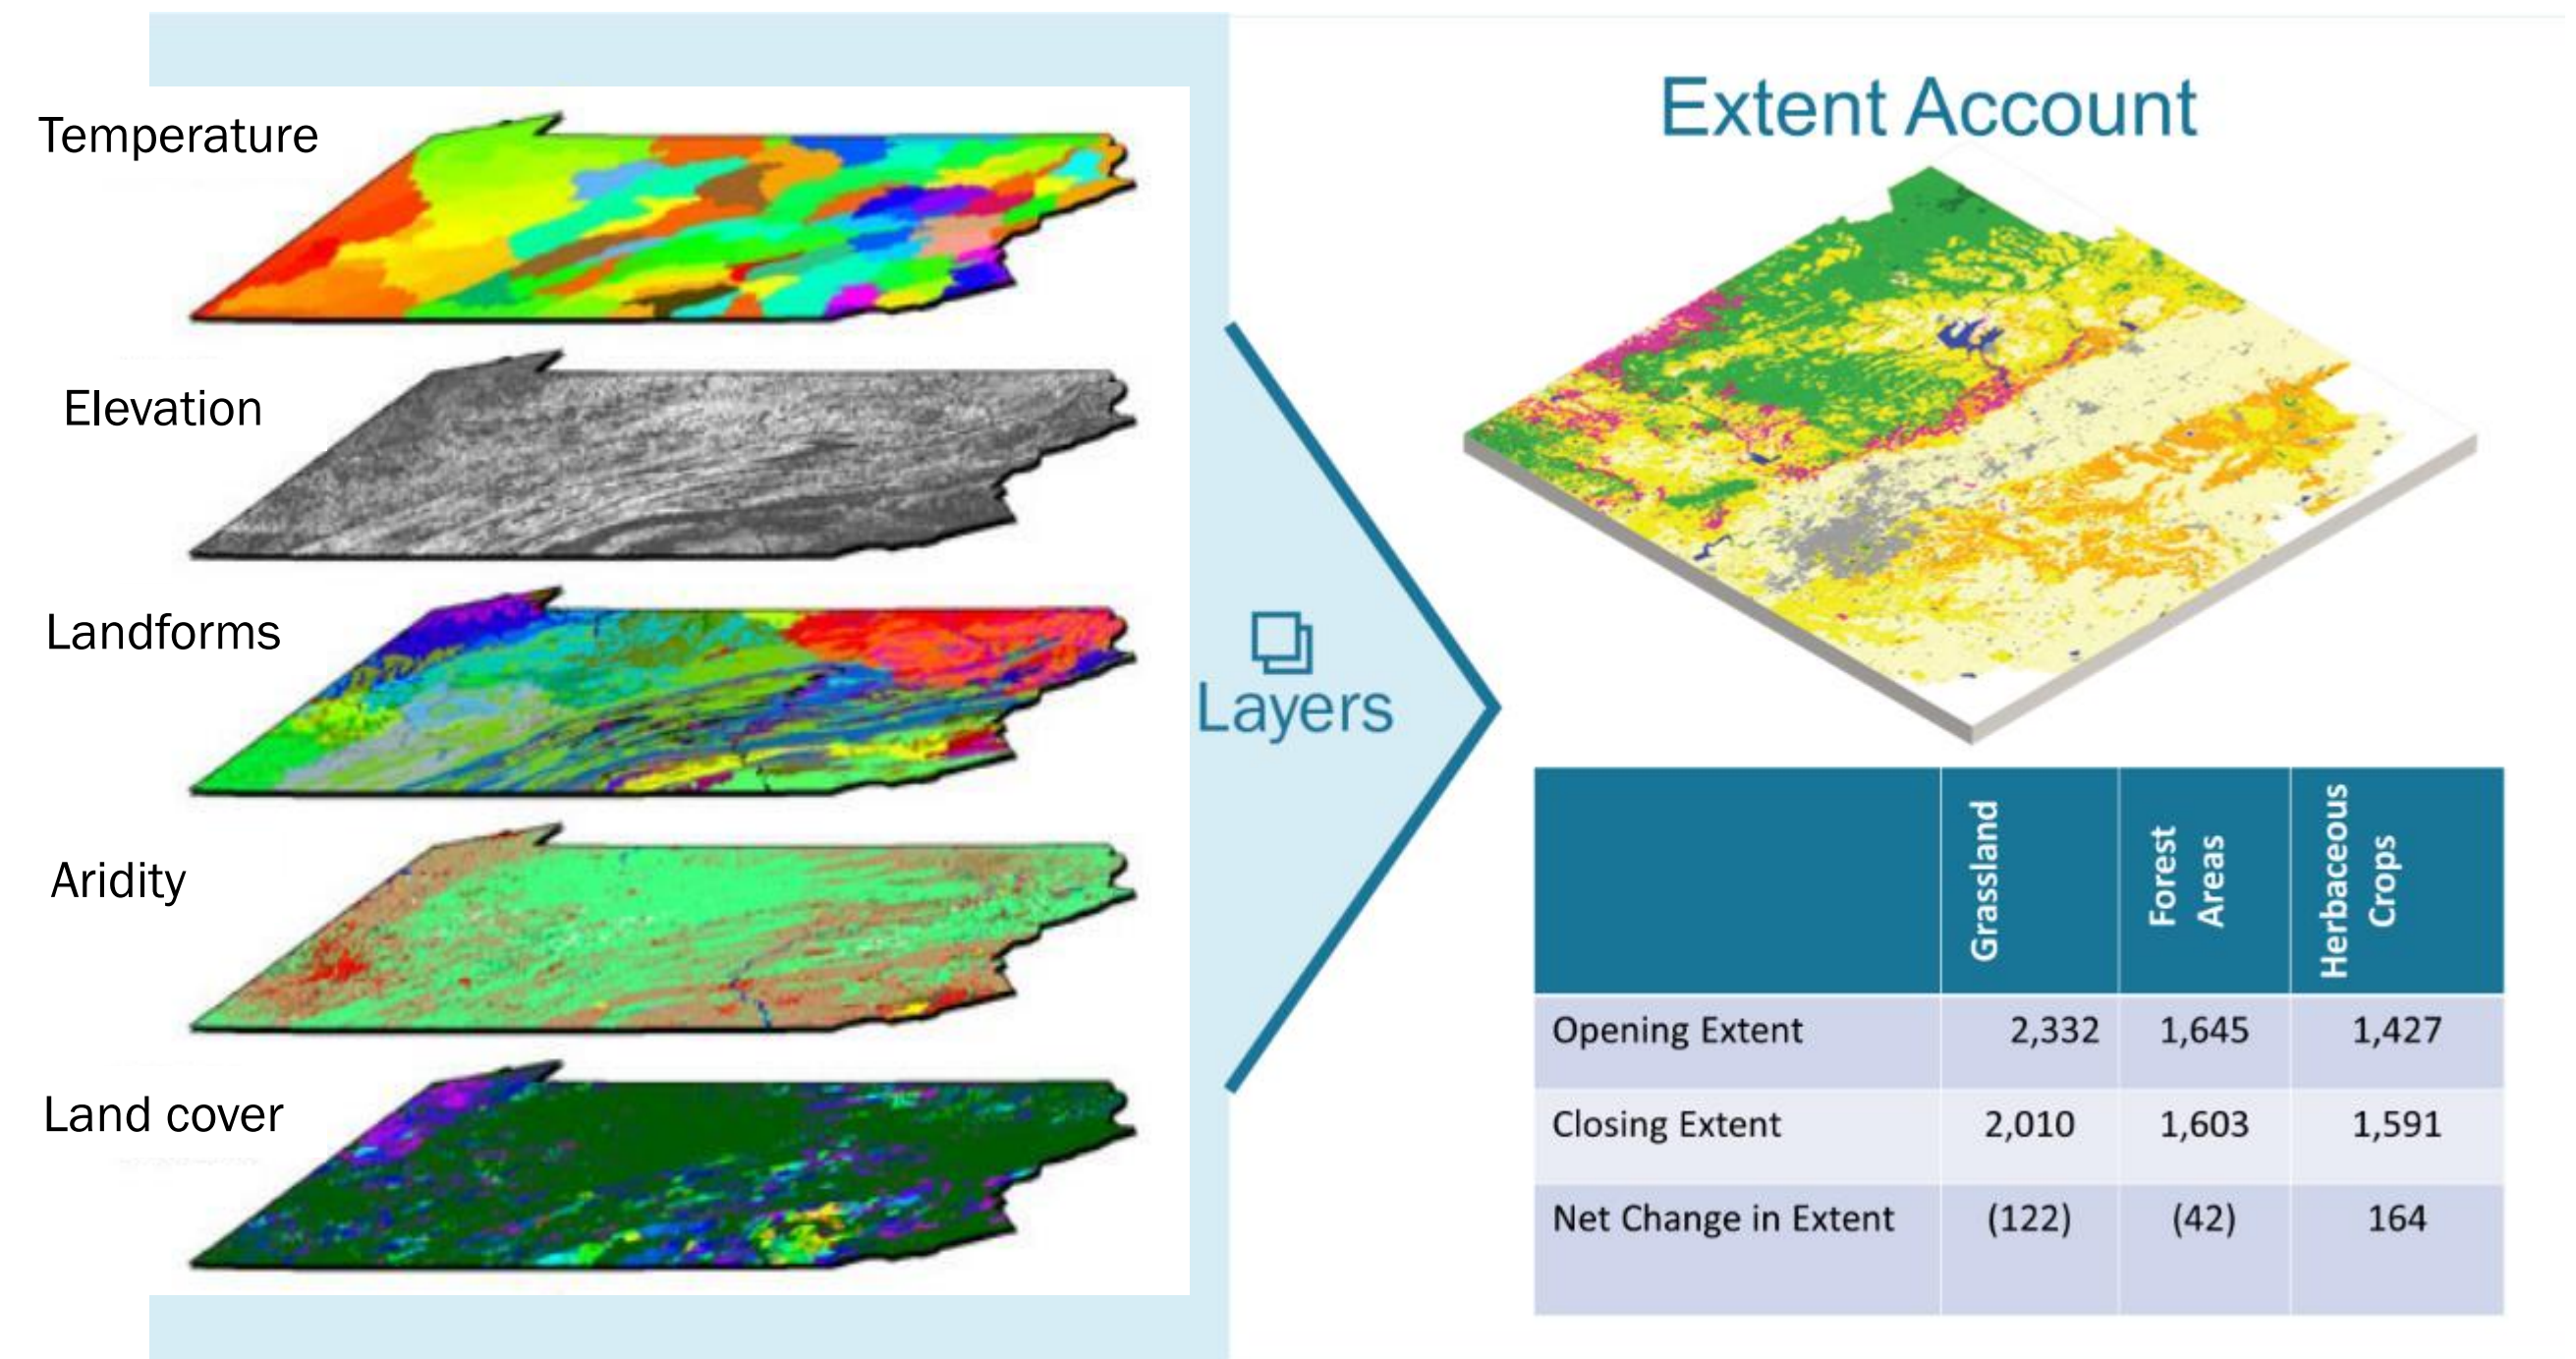 Temperature
Elevation
Landforms
Aridity
Land cover
Layers
Extent Account
Grassland
Forest
Areas
Herbaceous
Crops
Opening Extent 2,332 1,645 1,427
Closing Extent 2,010 1,603 1,591
Net Change in Extent (122) (42) 164